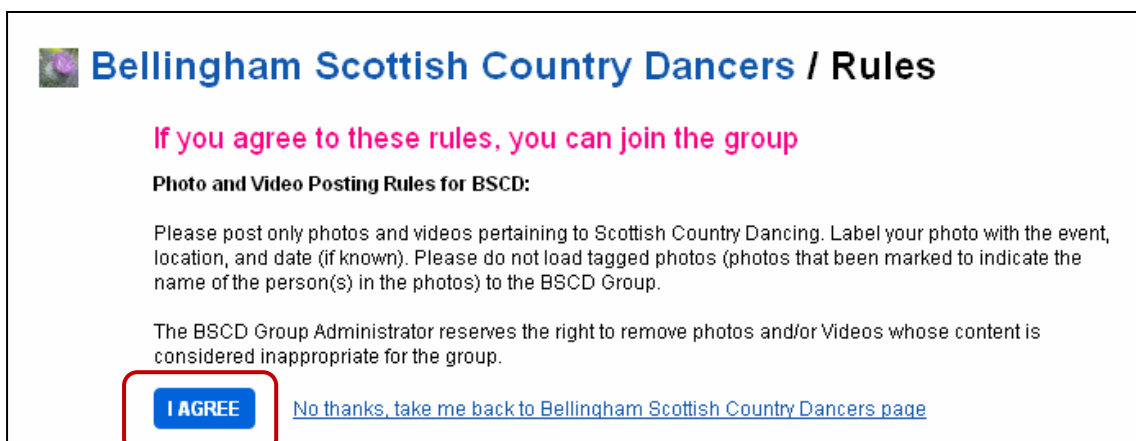 Bellingham Scottish Country Dancers / Rules
If you agree to these rules, you can join the group
Photo and Video Posting Rules for BSCD:
Please post only photos and videos pertaining to Scottish Country Dancing. Label your photo with the event,
location, and date (if known). Please do not load tagged photos (photos that been marked to indicate the
name of the person(s) in the photos) to the BSCD Group.
The BSCD Group Administrator reserves the right to remove photos and/or Videos whose content is
considered inappropriate for the group.
I AGREE No thanks, take me back to Bellingham Scottish Country Dancers page